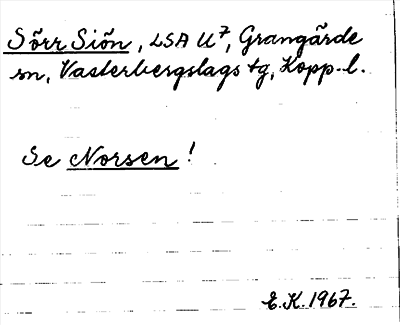 Sörr Siön, LSA U⁷, Grangärde
sn, Vasterbergslags tg, Kopp. l.
Se Norsen!
E.K. 1967.